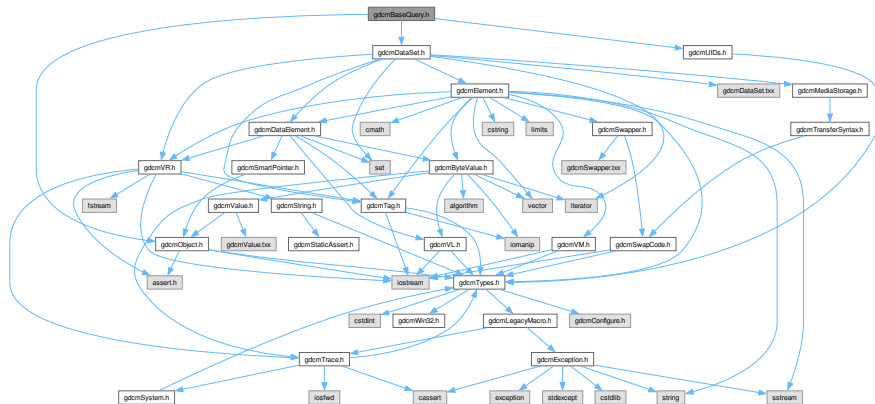 gdcmBaseQuery.h
gdcmDataSet.h
gdcmUIDs.h
gdcmElement.h
gdcmDataSet.txx
gdcmMediaStorage.h
gdcmDataElement.h
cmath
cstring
limits
gdcmSwapper.h
gdcmTransferSyntax.h
gdcmVR.h
gdcmSmartPointer.h
set
gdcmByteValue.h
gdcmSwapper.txx
fstream
gdcmValue.h
gdcmString.h
gdcmTag.h
algorithm
vector
iterator
gdcmObject.h
gdcmValue.txx
gdcmStaticAssert.h
gdcmVL.h
iomanip
gdcmVM.h
gdcmSwapCode.h
assert.h
iostream
gdcmTypes.h
cstdint
gdcmWin32.h
gdcmLegacyMacro.h
gdcmConfigure.h
gdcmTrace.h
gdcmException.h
gdcmSystem.h
iosfwd
cassert
exception
stdexcept
cstdlib
string
sstream